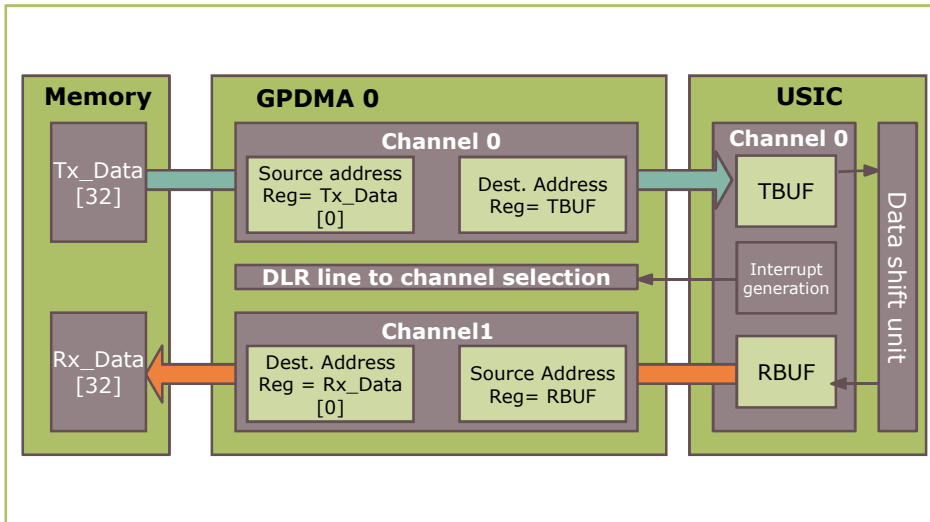 Memory
Tx_Data
[32]
Rx_Data
[32]
GPDMA 0
Channel 0
Source address
Reg= Tx_Data
[0]
Dest. Address
Reg= TBUF
DLR line to channel selection
Channel1
Dest. Address
Reg = Rx_Data
[0]
Source Address
Reg= RBUF
USIC
Channel 0
TBUF
Interrupt
generation
RBUF
Data shift unit